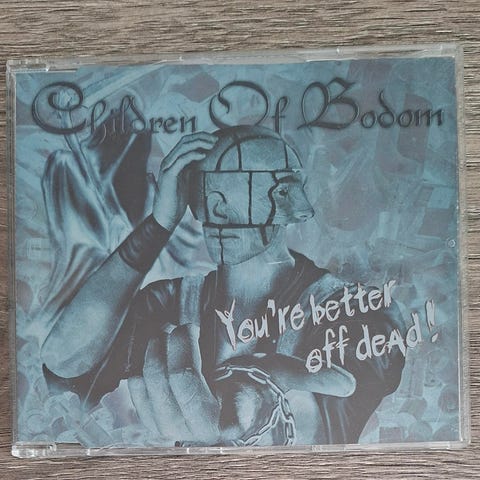 Children Of Bodom
You're better
off dead!